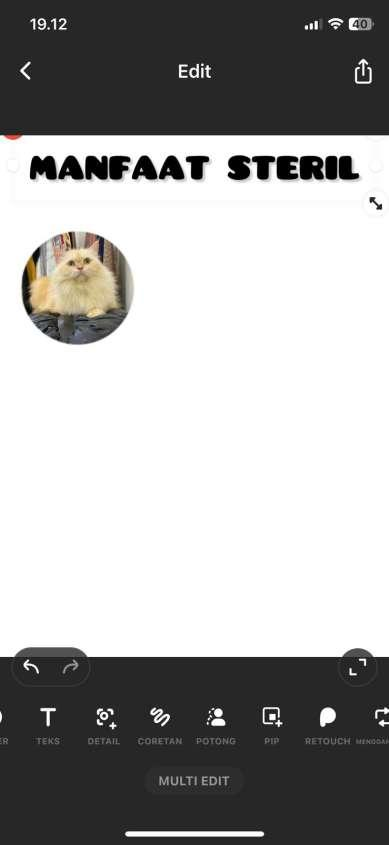 19.12
40
Edit
MANFAAT STERIL
TEKS
DETAIL
CORETAN
POTONG
PIP
RETOUCH
MULTI EDIT